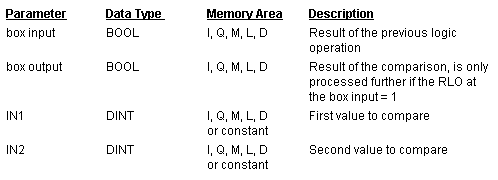 Parameter Data Type Memory Area Description
box input BOOL I, Q, M, L, D Result of the previous logic
operation
box output BOOL I, Q, M, L, D Result of the comparison, is only
processed further if the RLO at
the box input = 1
IN1 DINT I, Q, M, L, D First value to compare
or constant
IN2 DINT I, Q, M, L, D Second value to compare
or constant